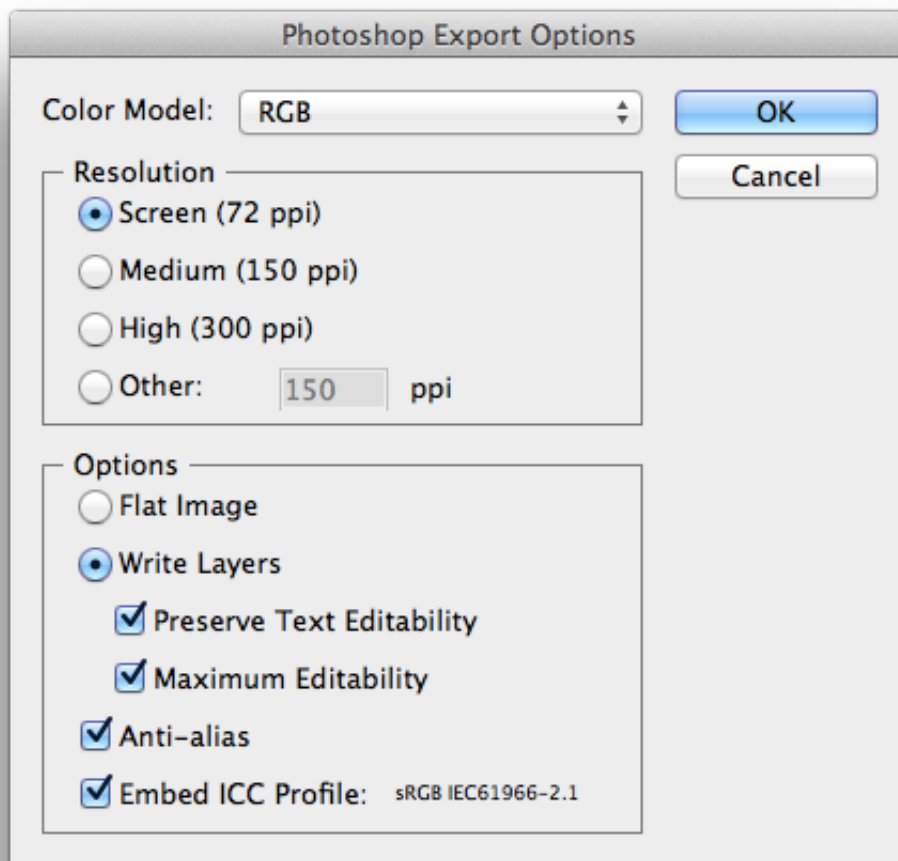 Photoshop Export Options
Color Model: RGB
OK
Cancel
Resolution
Screen (72 ppi)
Medium (150 ppi)
High (300 ppi)
Other: 150 ppi
Options
Flat Image
Write Layers
Preserve Text Editability
Maximum Editability
Anti-alias
Embed ICC Profile: sRGB IEC61966-2.1